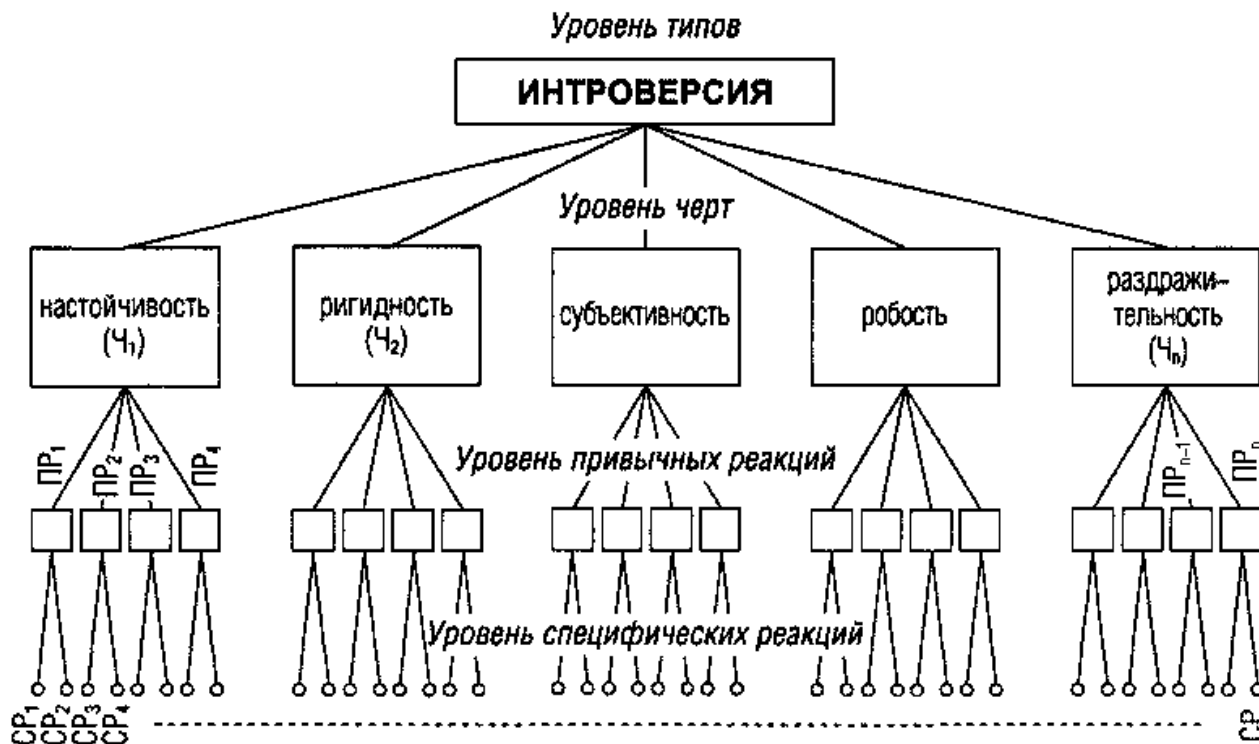 Уровень типов
ИНТРОВЕРСИЯ
Уровень черт
настойчивость
(Ч₁)
ригидность
(Ч₂)
субъективность
робость
раздражи–
тельность
(Чₙ)
ПР₁
ПР₂
ПР₃
ПР₄
Уровень привычных реакций
ПРₙ₋₁
ПРₙ
Уровень специфических реакций
СР₁
СР₂
СР₃
СР₄
СР